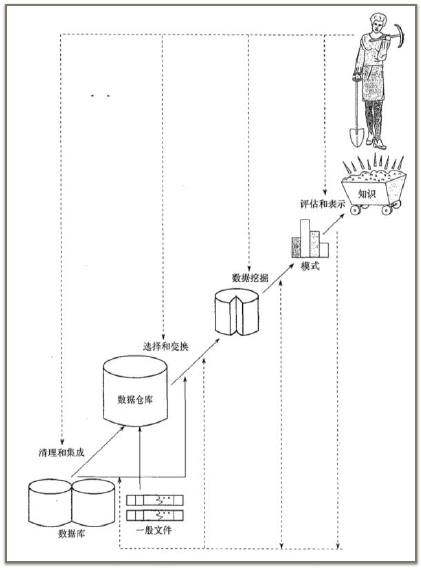 知识
评估和表示
模式
数据挖掘
选择和变换
数据仓库
清理和集成
数据库
一般文件